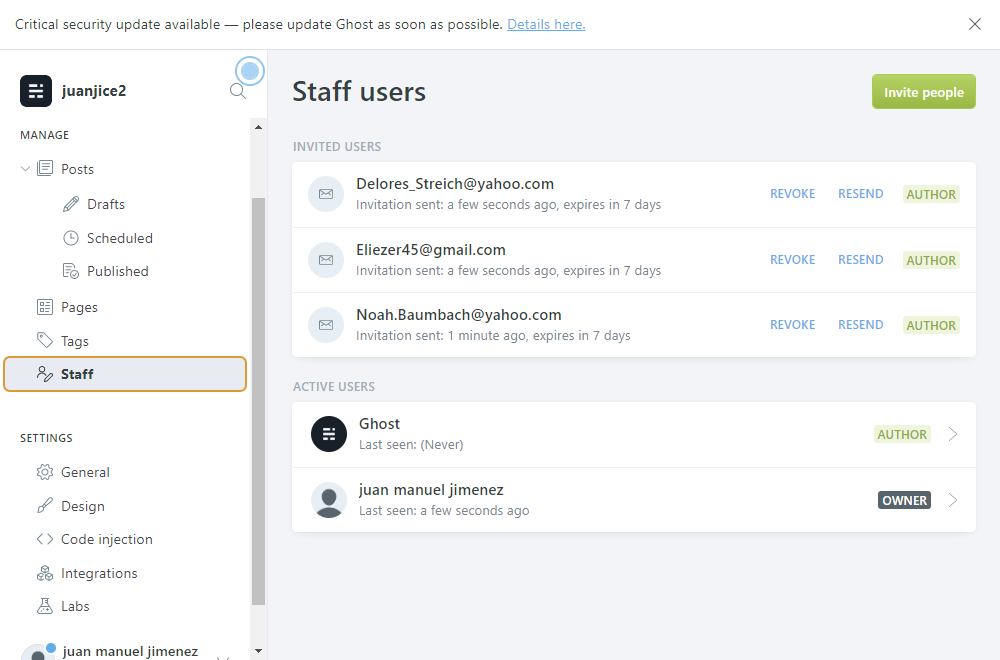 Critical security update available — please update Ghost as soon as possible. Details here.
juanjice2
MANAGE
Posts
Drafts
Scheduled
Published
Pages
Tags
Staff
SETTINGS
General
Design
Code injection
Integrations
Labs
juan manuel jimenez
Staff users
Invite people
INVITED USERS
Delores_Streich@yahoo.com
Invitation sent: a few seconds ago, expires in 7 days
REVOKE RESEND AUTHOR
Eliezer45@gmail.com
Invitation sent: a few seconds ago, expires in 7 days
REVOKE RESEND AUTHOR
Noah.Baumbach@yahoo.com
Invitation sent: 1 minute ago, expires in 7 days
REVOKE RESEND AUTHOR
ACTIVE USERS
Ghost
Last seen: (Never)
AUTHOR
juan manuel jimenez
Last seen: a few seconds ago
OWNER